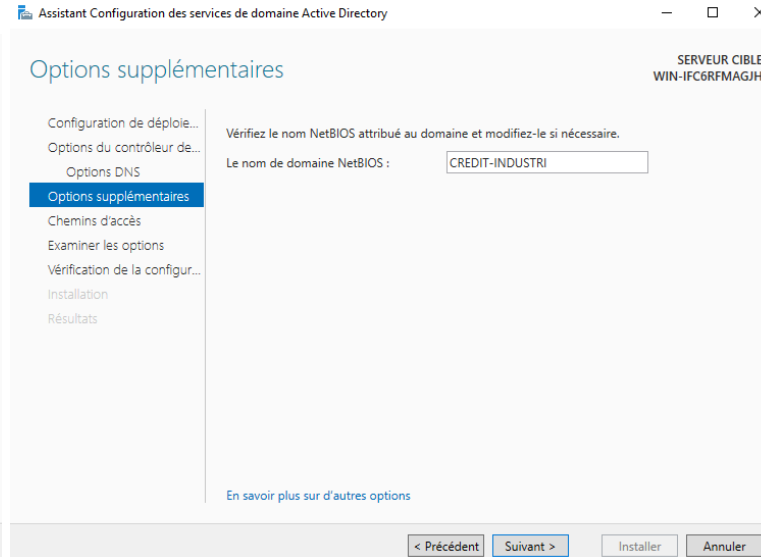 Assistant Configuration des services de domaine Active Directory
Options supplémentaires
SERVEUR CIBLE
WIN-IFC6RFMAGJH
Configuration de déploie...
Options du contrôleur de...
Options DNS
Options supplémentaires
Chemins d'accès
Examiner les options
Vérification de la configur...
Installation
Résultats
Vérifiez le nom NetBIOS attribué au domaine et modifiez-le si nécessaire.
Le nom de domaine NetBIOS : CREDIT-INDUSTRI
En savoir plus sur d'autres options
< Précédent Suivant > Installer Annuler